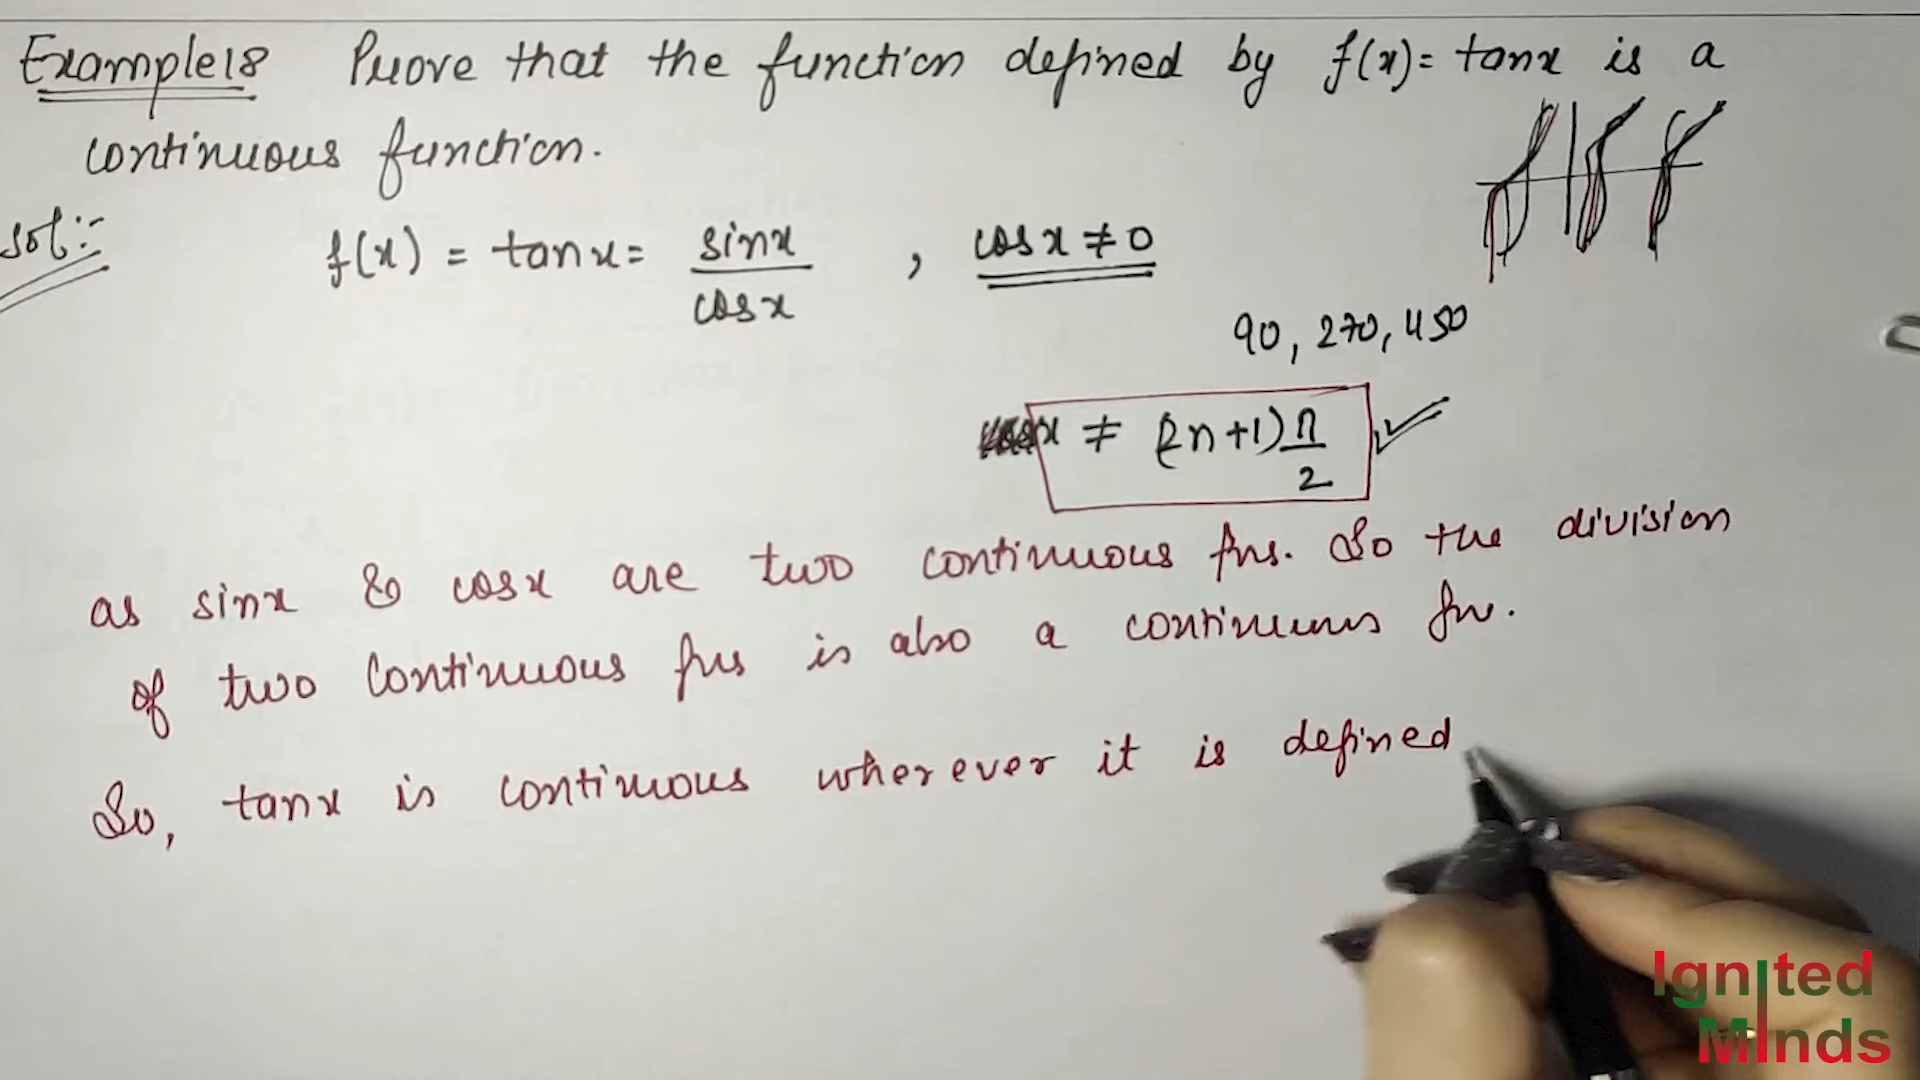 Example18 Prove that the function defined by f(x)= tanx is a
continuous function.
Sol:-
f(x) = tanx = sinx / cosx , cosx ≠ 0
90, 270, 450
x ≠ (2n+1) π/2
as sinx & cosx are two continuous fns. So the division
of two continuous fns is also a continuous fn.
So, tanx is continuous wherever it is defined
Ignited
Minds